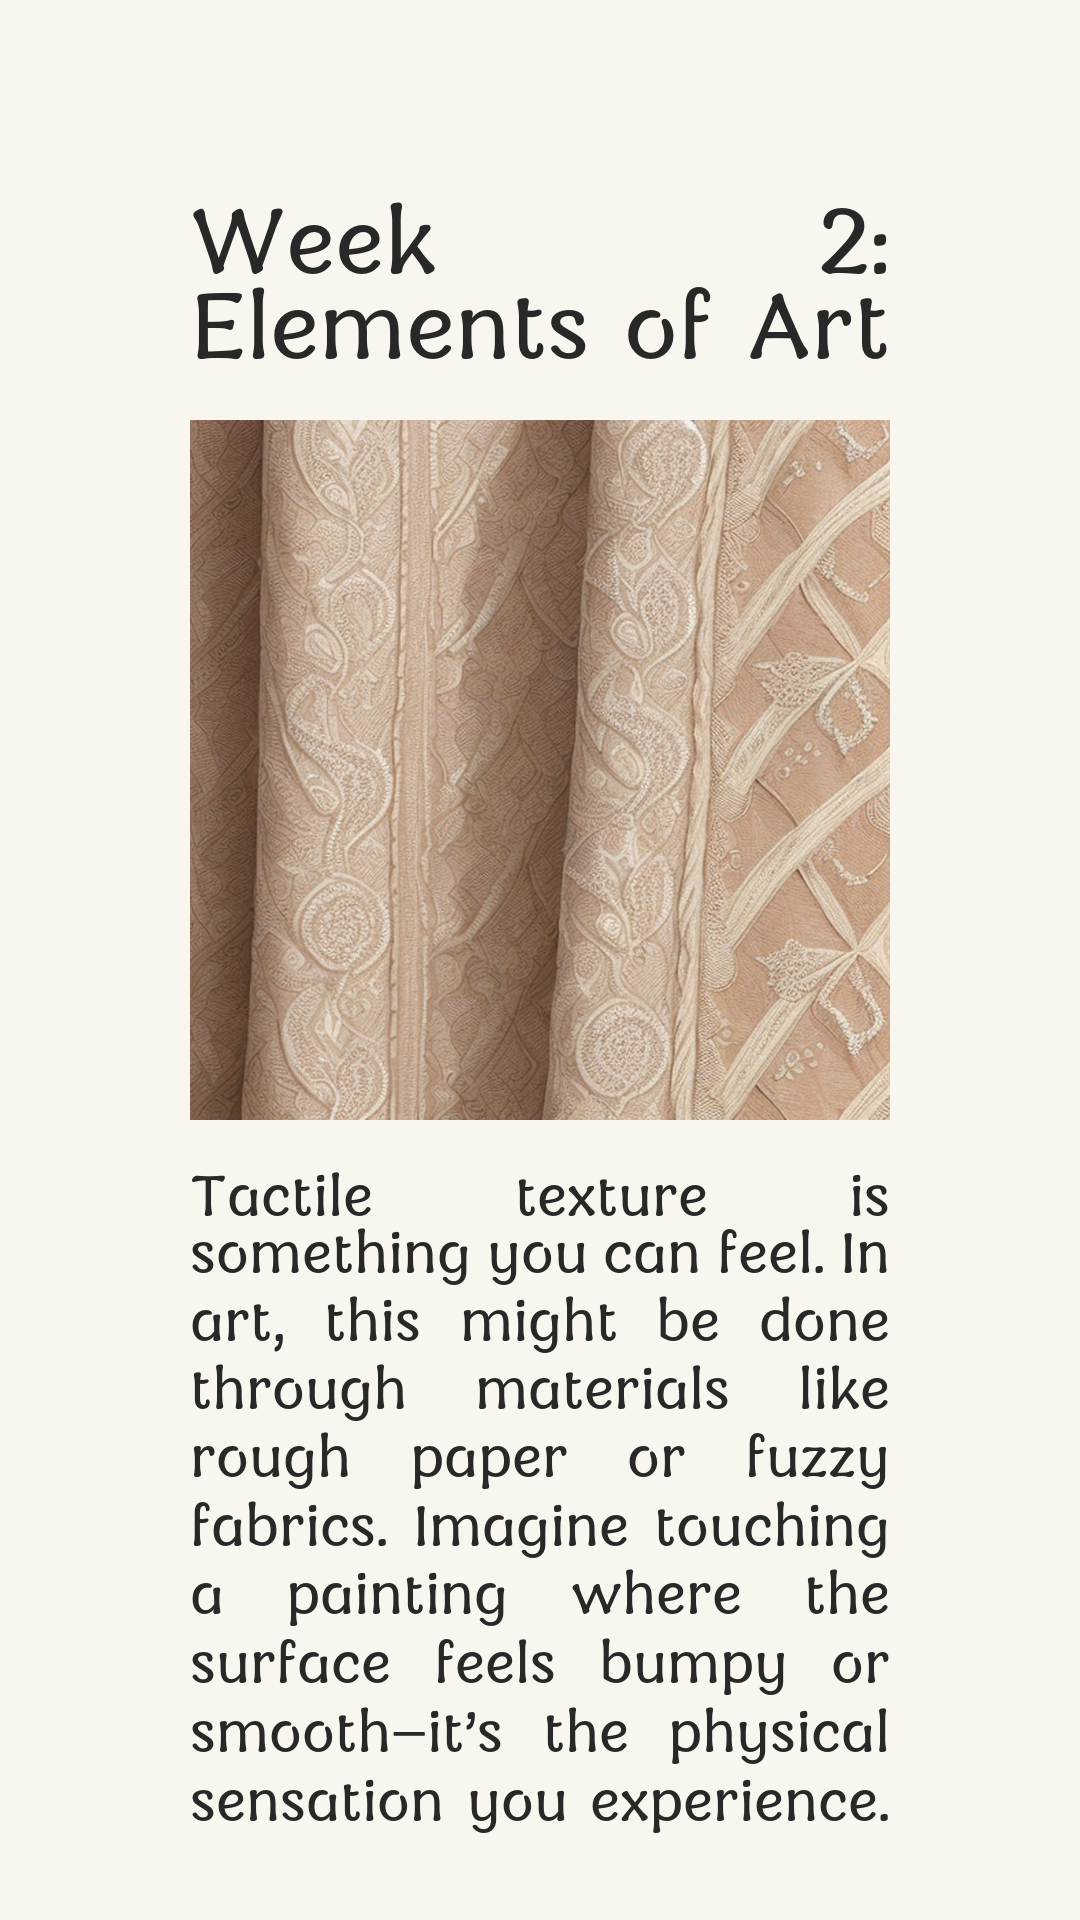 Week 2:
Elements of Art
Tactile texture is
something you can feel. In
art, this might be done
through materials like
rough paper or fuzzy
fabrics. Imagine touching
a painting where the
surface feels bumpy or
smooth—it’s the physical
sensation you experience.